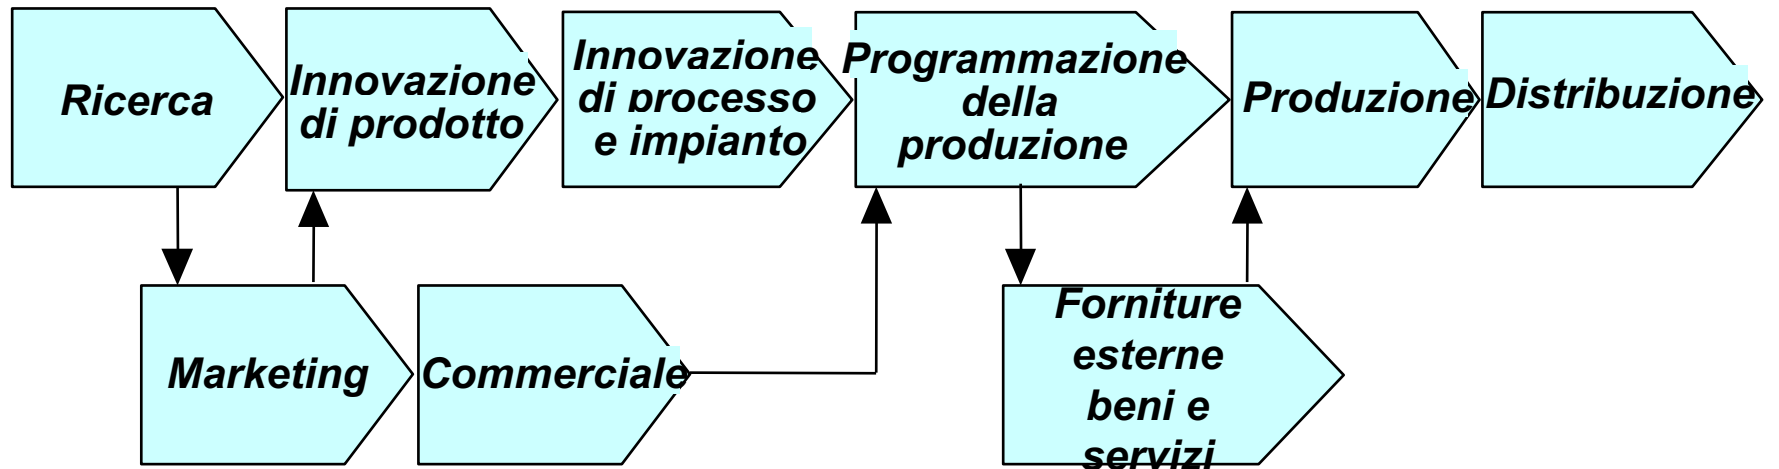 Ricerca
Innovazione
di prodotto
Innovazione
di processo
e impianto
Programmazione
della
produzione
Produzione
Distribuzione
Marketing
Commerciale
Forniture
esterne
beni e
servizi